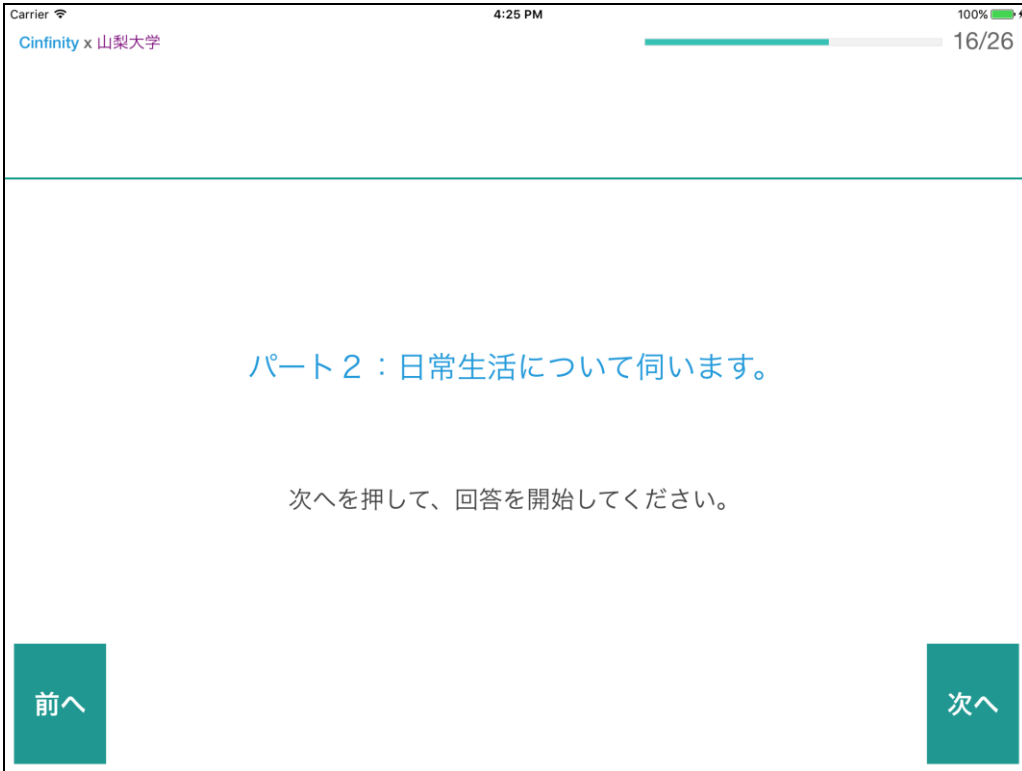 Carrier
4:25 PM
100%
Cinfinity x 山梨大学
16/26
パート２：日常生活について伺います。
次へを押して、回答を開始してください。
前へ
次へ